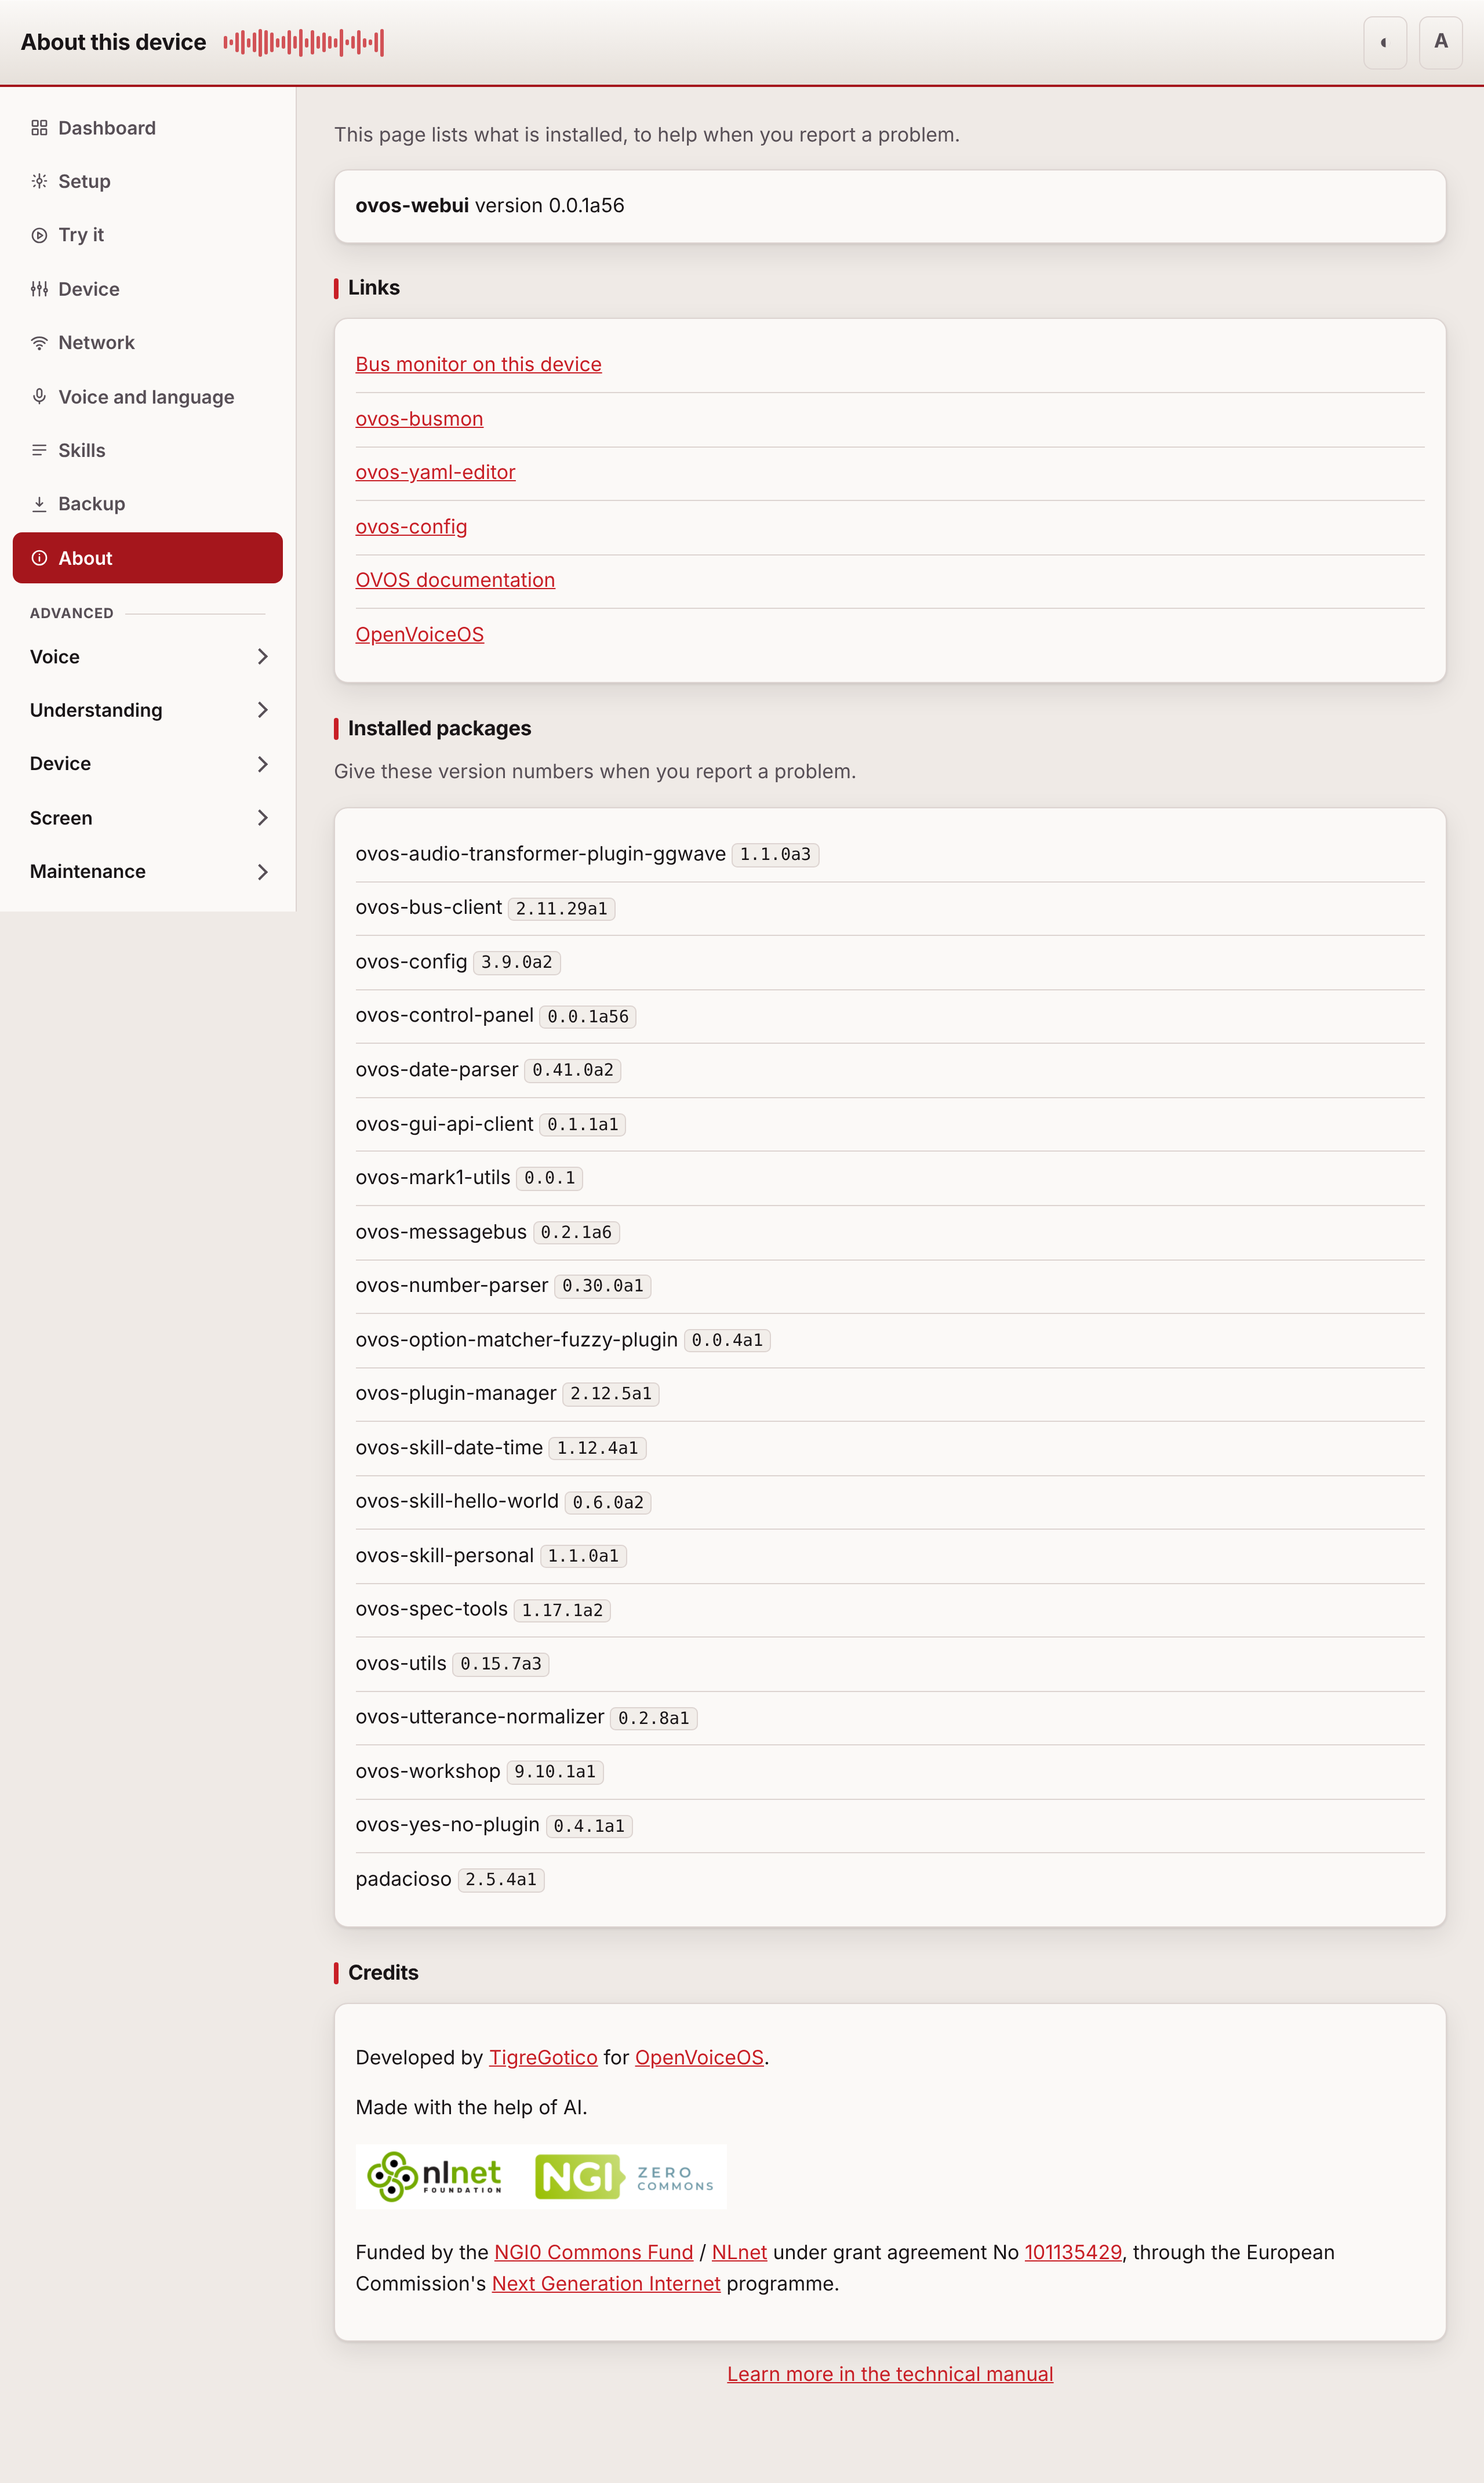 About this device
A
Dashboard
Setup
Try it
Device
Network
Voice and language
Skills
Backup
About
ADVANCED
Voice
Understanding
Device
Screen
Maintenance
This page lists what is installed, to help when you report a problem.
ovos-webui version 0.0.1a56
Links
Bus monitor on this device
ovos-busmon
ovos-yaml-editor
ovos-config
OVOS documentation
OpenVoiceOS
Installed packages
Give these version numbers when you report a problem.
ovos-audio-transformer-plugin-ggwave 1.1.0a3
ovos-bus-client 2.11.29a1
ovos-config 3.9.0a2
ovos-control-panel 0.0.1a56
ovos-date-parser 0.41.0a2
ovos-gui-api-client 0.1.1a1
ovos-mark1-utils 0.0.1
ovos-messagebus 0.2.1a6
ovos-number-parser 0.30.0a1
ovos-option-matcher-fuzzy-plugin 0.0.4a1
ovos-plugin-manager 2.12.5a1
ovos-skill-date-time 1.12.4a1
ovos-skill-hello-world 0.6.0a2
ovos-skill-personal 1.1.0a1
ovos-spec-tools 1.17.1a2
ovos-utils 0.15.7a3
ovos-utterance-normalizer 0.2.8a1
ovos-workshop 9.10.1a1
ovos-yes-no-plugin 0.4.1a1
padacioso 2.5.4a1
Credits
Developed by TigreGotico for OpenVoiceOS.
Made with the help of AI.
nlnet
FOUNDATION
NGI
ZERO
COMMONS
Funded by the NGI0 Commons Fund / NLnet under grant agreement No 101135429, through the European
Commission's Next Generation Internet programme.
Learn more in the technical manual